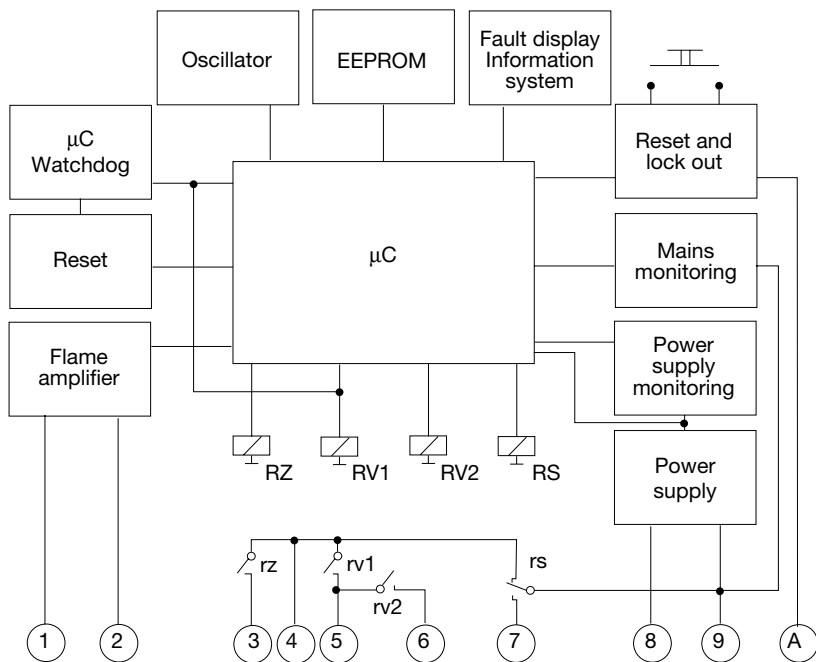 Oscillator
EEPROM
Fault display
Information
system
μC
Watchdog
Reset and
lock out
Reset
μC
Mains
monitoring
Flame
amplifier
Power
supply
monitoring
RZ
RV1
RV2
RS
Power
supply
rz
rv1
rv2
rs
1
2
3
4
5
6
7
8
9
A